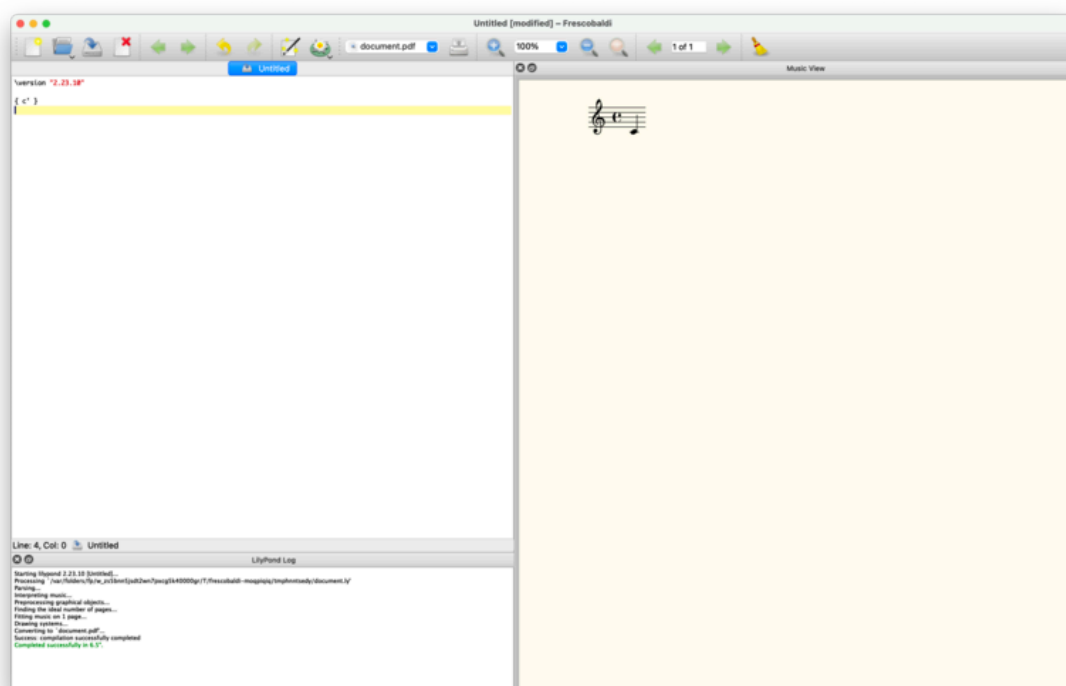 Untitled [modified] – Frescobaldi
document.pdf
100%
1 of 1
Untitled
Music View
\version "2.23.10"
{ c' }
Line: 4, Col: 0 Untitled
LilyPond Log
Starting lilypond 2.23.10 [Untitled]...
Processing
Parsing...
Interpreting music...
Preprocessing graphical objects...
Finding the ideal number of pages...
Fitting music on 1 page...
Drawing systems...
Converting to `document.pdf'...
Success: compilation successfully completed
Completed successfully in 6.5".